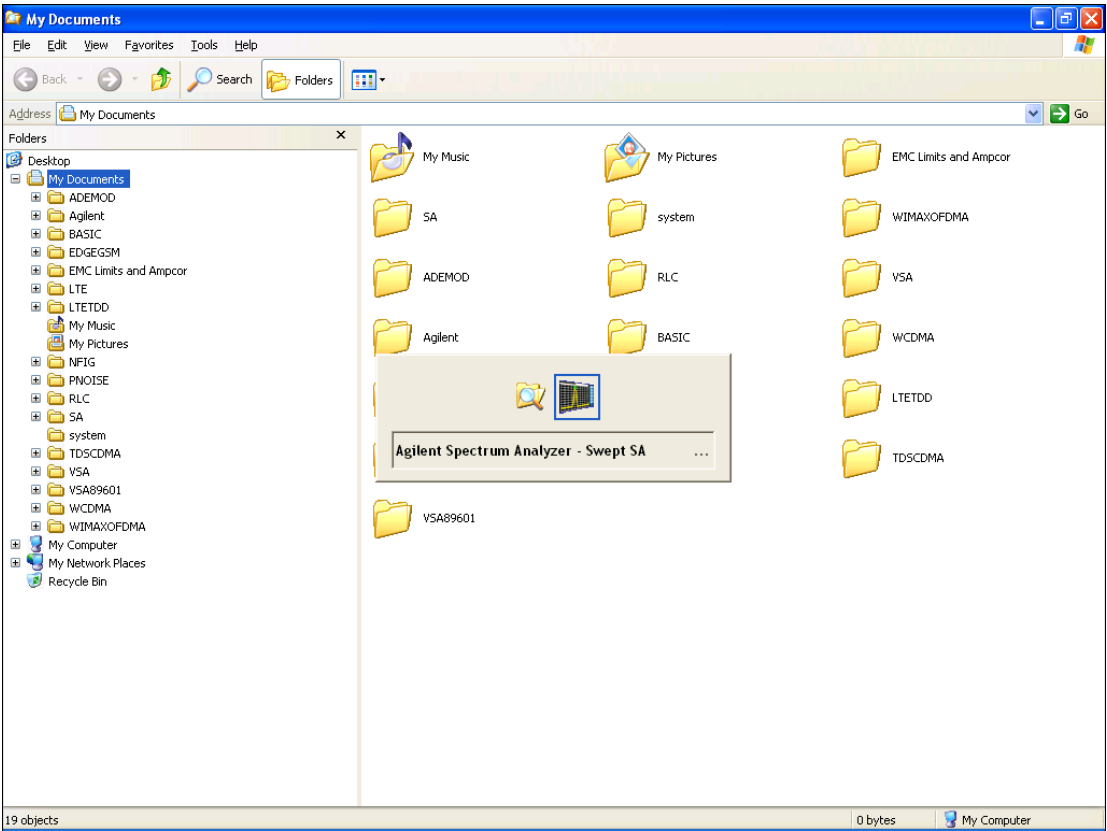 My Documents
File Edit View Favorites Tools Help
Back Search Folders
Address My Documents Go
Folders
Desktop
My Documents
ADEMOD
Agilent
BASIC
EDGEGSM
EMC Limits and Ampcor
LTE
LTETDD
My Music
My Pictures
NFIG
PNOISE
RLC
SA
system
TDSCDMA
VSA
VSA89601
WCDMA
WIMAXOFDMA
My Computer
My Network Places
Recycle Bin
My Music My Pictures EMC Limits and Ampcor
SA system WIMAXOFDMA
ADEMOD RLC VSA
Agilent BASIC WCDMA
LTETDD
TDSCDMA
VSA89601
Agilent Spectrum Analyzer - Swept SA ...
19 objects 0 bytes My Computer